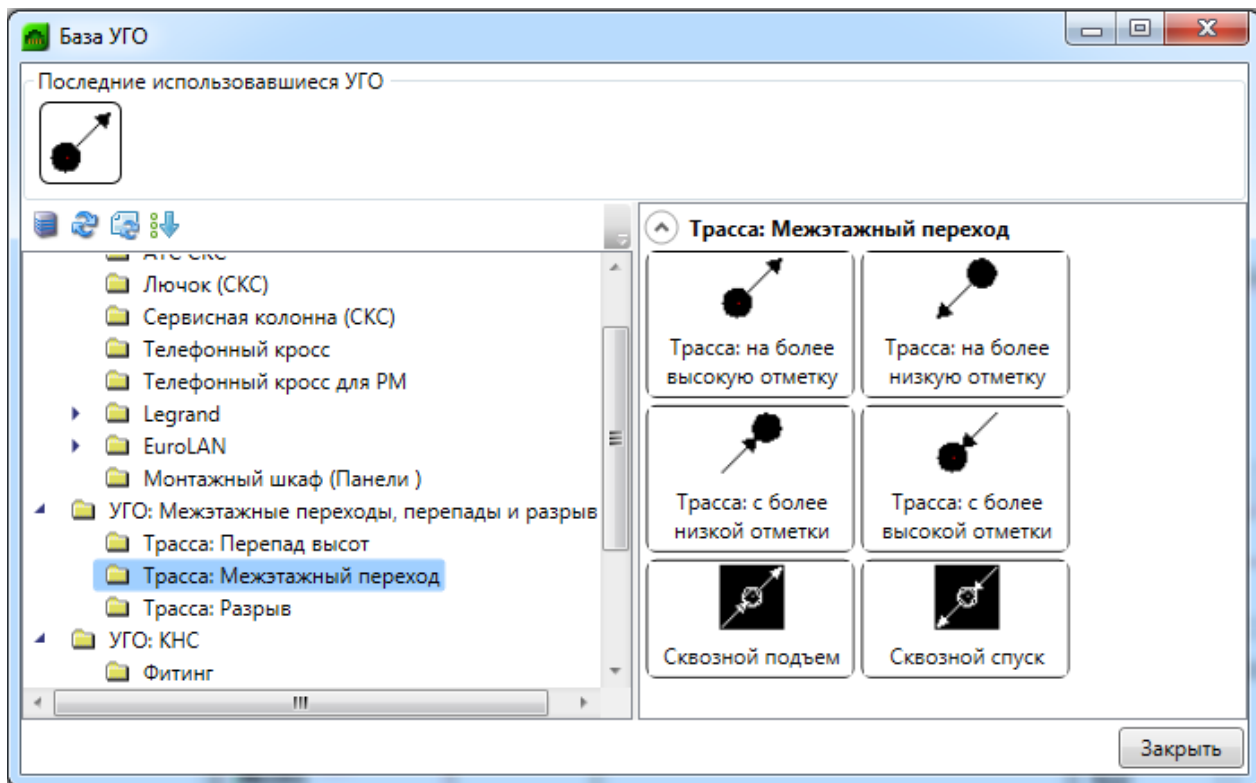 База УГО
Последние использовавшиеся УГО
АТС СКС
Лючок (СКС)
Сервисная колонна (СКС)
Телефонный кросс
Телефонный кросс для РМ
Legrand
EuroLAN
Монтажный шкаф (Панели )
УГО: Межэтажные переходы, перепады и разрыв
Трасса: Перепад высот
Трасса: Межэтажный переход
Трасса: Разрыв
УГО: КНС
Фитинг
Трасса: Межэтажный переход
Трасса: на более
высокую отметку
Трасса: на более
низкую отметку
Трасса: с более
низкой отметки
Трасса: с более
высокой отметки
Сквозной подъем
Сквозной спуск
Закрыть